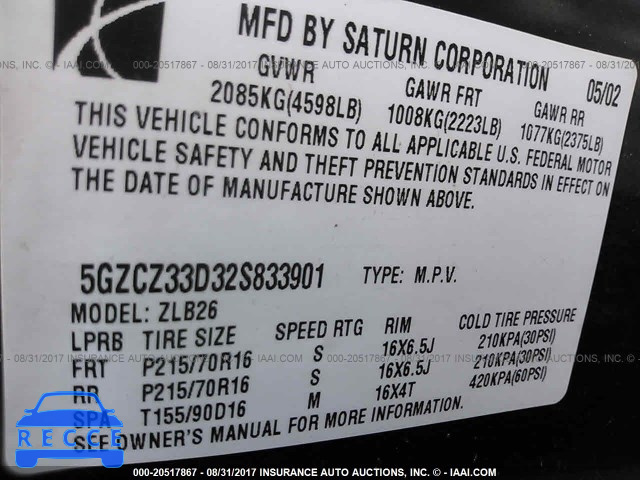 MFD BY SATURN CORPORATION 05/02
GVWR GAWR FRT GAWR RR
2085KG(4598LB) 1008KG(2223LB) 1077KG(2375LB)
THIS VEHICLE CONFORMS TO ALL APPLICABLE U.S. FEDERAL MOTOR
VEHICLE SAFETY AND THEFT PREVENTION STANDARDS IN EFFECT ON
THE DATE OF MANUFACTURE SHOWN ABOVE.
5GZCZ33D32S833901 TYPE: M.P.V.
MODEL: ZLB26
LPRB TIRE SIZE SPEED RTG RIM COLD TIRE PRESSURE
FRT P215/70R16 S 16X6.5J 210KPA(30PSI)
RR P215/70R16 S 16X6.5J 210KPA(30PSI)
SPA T155/90D16 M 16X4T 420KPA(60PSI)
SEE OWNER'S MANUAL FOR MORE INFORMATION.
RECCE
000-20517867 - 08/31/2017 INSURANCE AUTO AUCTIONS, INC. - © IAAI.COM